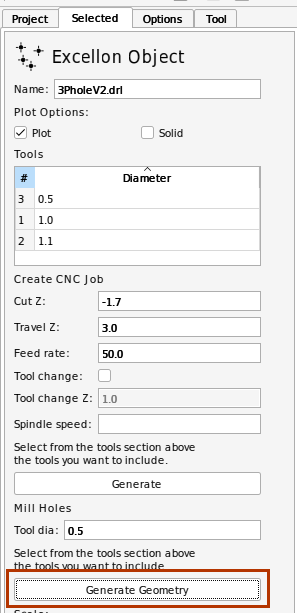 Project Selected Options Tool
Excellon Object
Name: 3PholeV2.drl
Plot Options:
Plot Solid
Tools
# Diameter
3 0.5
1 1.0
2 1.1
Create CNC Job
Cut Z: -1.7
Travel Z: 3.0
Feed rate: 50.0
Tool change:
Tool change Z: 1.0
Spindle speed:
Select from the tools section above
the tools you want to include.
Generate
Mill Holes
Tool dia: 0.5
Select from the tools section above
the tools you want to include.
Generate Geometry
Scale: